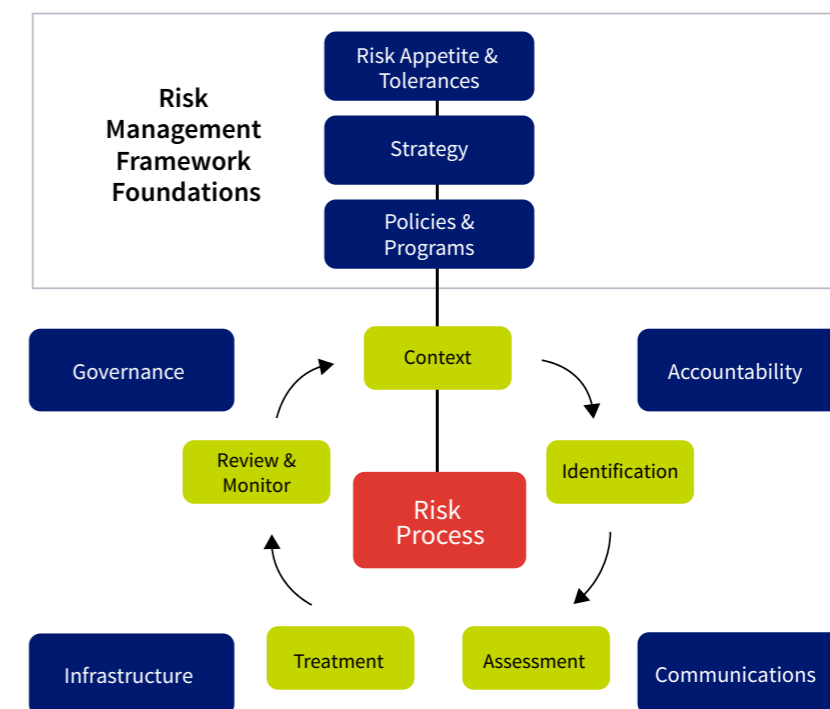 Risk Appetite &
Tolerances
Risk
Management
Framework
Foundations
Strategy
Policies &
Programs
Governance
Context
Accountability
Review &
Monitor
Identification
Risk
Process
Infrastructure
Treatment
Assessment
Communications